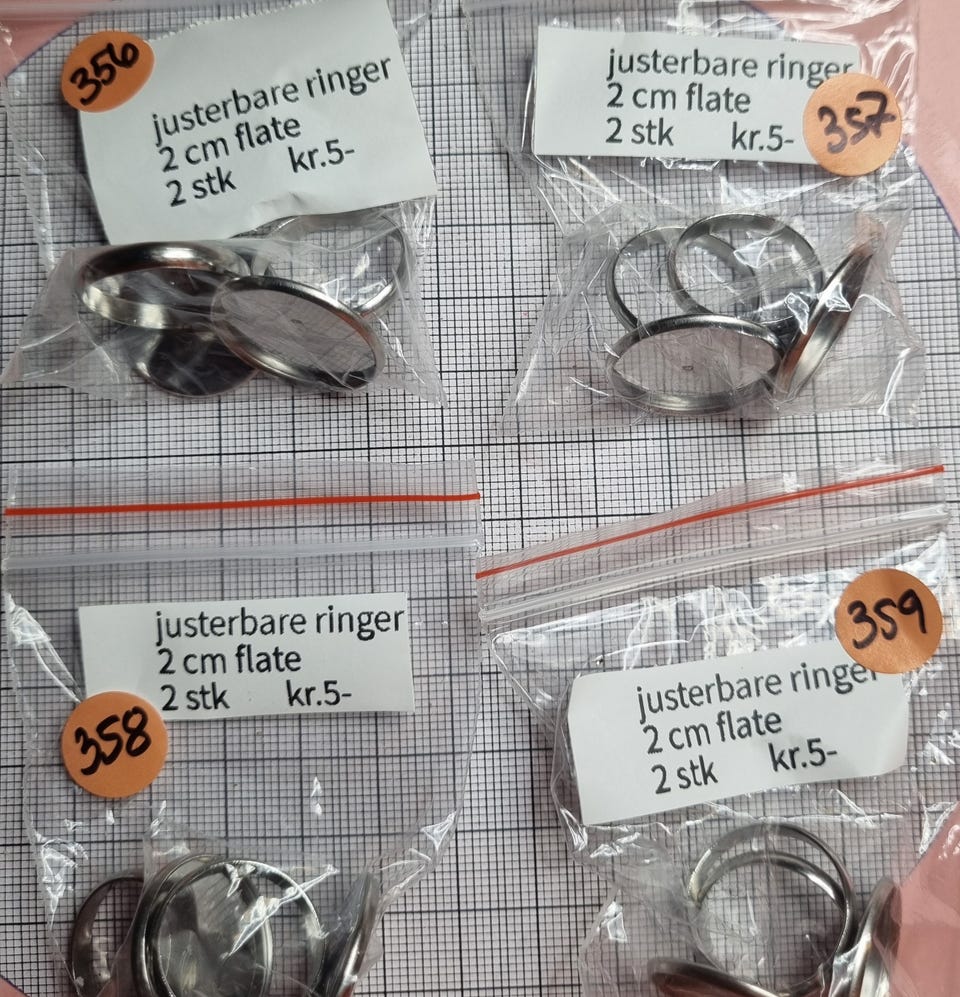 356
justerbare ringer
2 cm flate
2 stk kr.5-
justerbare ringer
2 cm flate
2 stk kr.5-
357
justerbare ringer
2 cm flate
2 stk kr.5-
358
359
justerbare ringer
2 cm flate
2 stk kr.5-